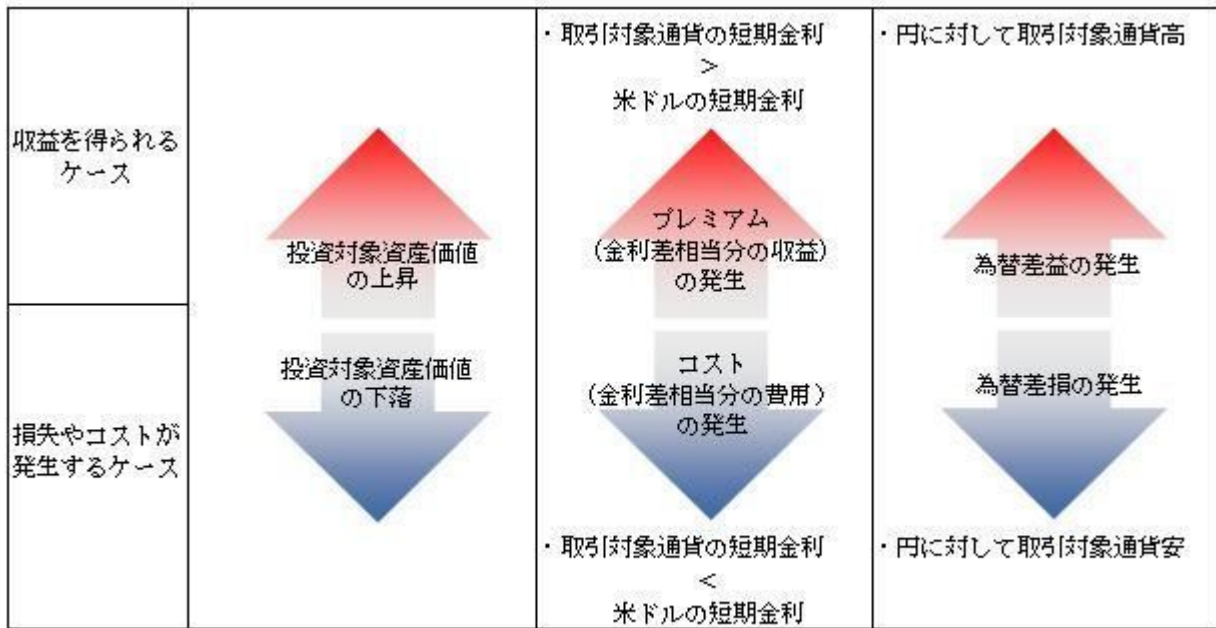 収益を得られる
ケース
投資対象資産価値
の上昇
・取引対象通貨の短期金利
＞
米ドルの短期金利
プレミアム
(金利差相当分の収益)
の発生
・円に対して取引対象通貨高
為替差益の発生
損失やコストが
発生するケース
投資対象資産価値
の下落
コスト
(金利差相当分の費用)
の発生
・取引対象通貨の短期金利
＜
米ドルの短期金利
為替差損の発生
・円に対して取引対象通貨安